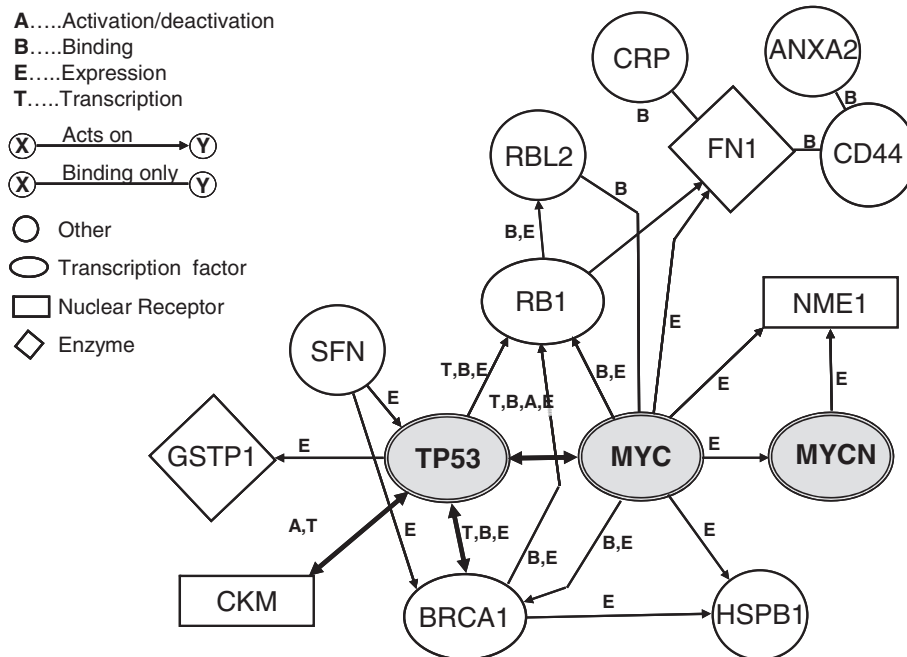 A.....Activation/deactivation
B.....Binding
E.....Expression
T.....Transcription
X Acts on Y
X Binding only Y
Other
Transcription factor
Nuclear Receptor
Enzyme
CRP
ANXA2
B
B
FN1
B
CD44
RBL2
B
B,E
RB1
NME1
SFN
E
T,B,E
B,E
E
E
E
T,B,A,E
E
GSTP1
E
TP53
MYC
E
MYCN
A,T
E
T,B,E
B,E
B,E
E
CKM
BRCA1
E
HSPB1